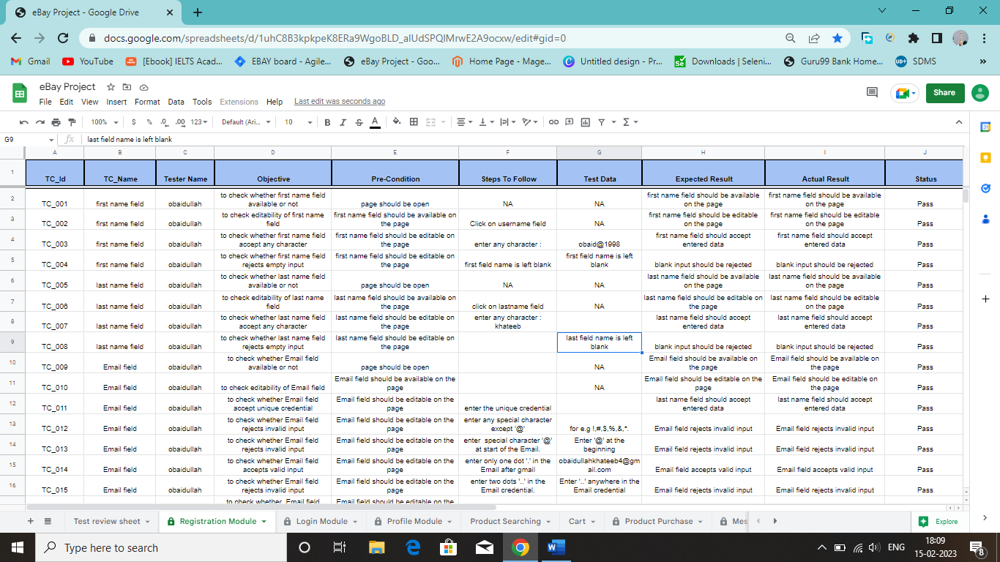 eBay Project - Google Drive
docs.google.com/spreadsheets/d/1uhC8B3kpkpeK8ERa9WgoBLD_alUdSPQIMrwE2A9ocxw/edit#gid=0
Gmail YouTube [Ebook] IELTS Acad... EBAY board - Agile... eBay Project - Goo... Home Page - Mage... Untitled design - Pr... Downloads | Seleni... Guru99 Bank Home... SDMS
eBay Project
File Edit View Insert Format Data Tools Extensions Help Last edit was seconds ago
Share
100% $ % .0 .00 123 Default (Ari... 10 B I S A
G9 fx last field name is left blank
A B C D E F G H I J
1 TC_Id TC_Name Tester Name Objective Pre-Condition Steps To Follow Test Data Expected Result Actual Result Status
2 TC_001 first name field obaidullah to check whether first name field available or not page should be open NA NA first name field should be available on the page first name field should be available on the page Pass
3 TC_002 first name field obaidullah to check editability of first name field first name field should be available on the page Click on username field NA first name field should be editable on the page first name field should be editable on the page Pass
4 TC_003 first name field obaidullah to check whether first name field accept any character first name field should be editable on the page enter any character : obaid@1998 first name field should accept entered data first name field should accept entered data Pass
5 TC_004 first name field obaidullah to check whether first name field rejects empty input first name field should be editable on the page first field name is left blank first field name is left blank blank input should be rejected blank input should be rejected Pass
6 TC_005 last name field obaidullah to check whether last name field available or not page should be open NA NA last name field should be available on the page last name field should be available on the page Pass
7 TC_006 last name field obaidullah to check editability of last name field last name field should be available on the page click on lastname field NA last name field should be editable on the page last name field should be editable on the page Pass
8 TC_007 last name field obaidullah to check whether last name field accept any character last name field should be editable on the page enter any character : khateeb last name field should accept entered data last name field should accept entered data Pass
9 TC_008 last name field obaidullah to check whether last name field rejects empty input last name field should be editable on the page last field name is left blank blank input should be rejected blank input should be rejected Pass
10 TC_009 Email field obaidullah to check whether Email field available or not page should be open NA Email field should be available on the page Email field should be available on the page Pass
11 TC_010 Email field obaidullah to check editability of Email field Email field should be available on the page NA Email field should be editable on the page Email field should be editable on the page Pass
12 TC_011 Email field obaidullah to check whether Email field accept unique credential Email field should be editable on the page enter the unique credential last name field should accept entered data last name field should accept entered data Pass
13 TC_012 Email field obaidullah to check whether Email field rejects invalid input Email field should be editable on the page enter any special character except '@' for e.g !,#,$,%,&,*. Email field rejects invalid input Email field rejects invalid input Pass
14 TC_013 Email field obaidullah to check whether Email field rejects invalid input Email field should be editable on the page enter special character '@' at start of the Email. Enter '@' at the beginning Email field rejects invalid input Email field rejects invalid input Pass
15 TC_014 Email field obaidullah to check whether Email field accepts valid input Email field should be editable on the page enter only one dot '.' in the Email after gmail obaidullahkhateeb4@gmail.com Email field accepts valid input Email field accepts valid input Pass
16 TC_015 Email field obaidullah to check whether Email field rejects invalid input Email field should be editable on the page enter two dots '..' in the Email credential. Enter '..' anywhere in the Email credential Email field rejects invalid input Email field rejects invalid input Pass
to check whether Email field Email field should be editable on the
Test review sheet Registration Module Login Module Profile Module Product Searching Cart Product Purchase Mes Explore
Type here to search
ENG 18:09
15-02-2023
8